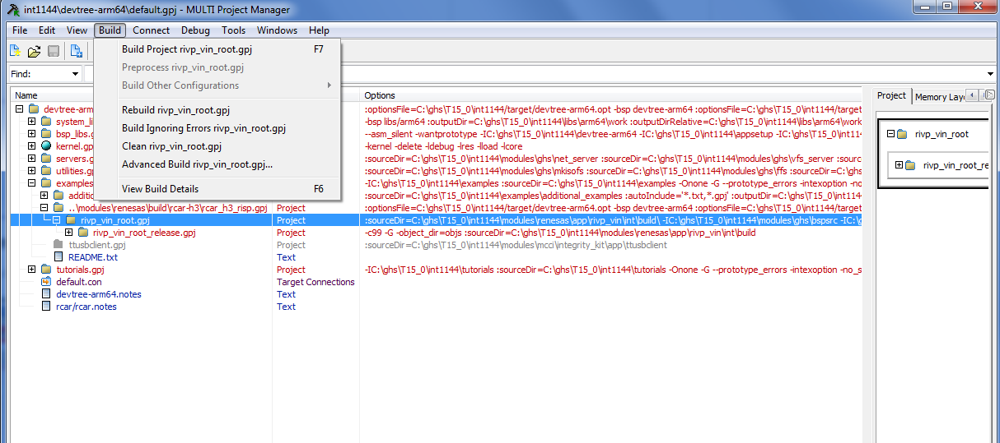 int1144\devtree-arm64\default.gpj - MULTI Project Manager
File Edit View Build Connect Debug Tools Windows Help
Build Project rivp_vin_root.gpj F7
Find: Preprocess rivp_vin_root.gpj
Build Other Configurations
Name Options Project Memory Layo
devtree-arm Rebuild rivp_vin_root.gpj :optionsFile=C:\ghs\T15_0\int1144/target/devtree-arm64.opt -bsp devtree-arm64 :optionsFile=C:\ghs\T15_0\int1144/target
system_li Build Ignoring Errors rivp_vin_root.gpj -bsp libs/arm64 :outputDir=C:\ghs\T15_0\int1144\libs\arm64\work :outputDirRelative=C:\ghs\T15_0\int1144\libs\arm64\work
bsp_libs.g --asm_silent -wantprototype -IC:\ghs\T15_0\int1144\devtree-arm64 -IC:\ghs\T15_0\int1144\appsetup -IC:\ghs\T15_0\int1144
rivp_vin_root
kernel.gp Clean rivp_vin_root.gpj -kernel -delete -ldebug -lres -lload -lcore
servers.g Advanced Build rivp_vin_root.gpj... :sourceDir=C:\ghs\T15_0\int1144\modules\ghs\net_server :sourceDir=C:\ghs\T15_0\int1144\modules\ghs\vfs_server :sourc
rivp_vin_root_re
utilities.g :sourceDir=C:\ghs\T15_0\int1144\modules\ghs\mkisofs :sourceDir=C:\ghs\T15_0\int1144\modules\ghs\ffs :sourceDir=C:
examples View Build Details F6 -IC:\ghs\T15_0\int1144\examples :sourceDir=C:\ghs\T15_0\int1144\examples -Onone -G --prototype_errors -intexoption -no
additio :sourceDir=C:\ghs\T15_0\int1144\examples\additional_examples :autoInclude='*.txt,*.gpj' :outputDir=C:\ghs\T15_0\int1144
..\modules\renesas\build\rcar-h3\rcar_h3_risp.gpj Project :optionsFile=C:\ghs\T15_0\int1144/target/devtree-arm64.opt -bsp devtree-arm64 :optionsFile=C:\ghs\T15_0\int1144/target
rivp_vin_root.gpj Project :sourceDir=C:\ghs\T15_0\int1144\modules\renesas\app\rivp_vin\int\build\ -IC:\ghs\T15_0\int1144\modules\ghs\bspsrc -IC:\g
rivp_vin_root_release.gpj Project -c99 -G -object_dir=objs :sourceDir=C:\ghs\T15_0\int1144\modules\renesas\app\rivp_vin\int\build
ttusbclient.gpj Project :sourceDir=C:\ghs\T15_0\int1144\modules\mcci\integrity_kit\app\ttusbclient
README.txt Text
tutorials.gpj Project -IC:\ghs\T15_0\int1144\tutorials :sourceDir=C:\ghs\T15_0\int1144\tutorials -Onone -G --prototype_errors -intexoption -no_s
default.con Target Connections
devtree-arm64.notes Text
rcar/rcar.notes Text